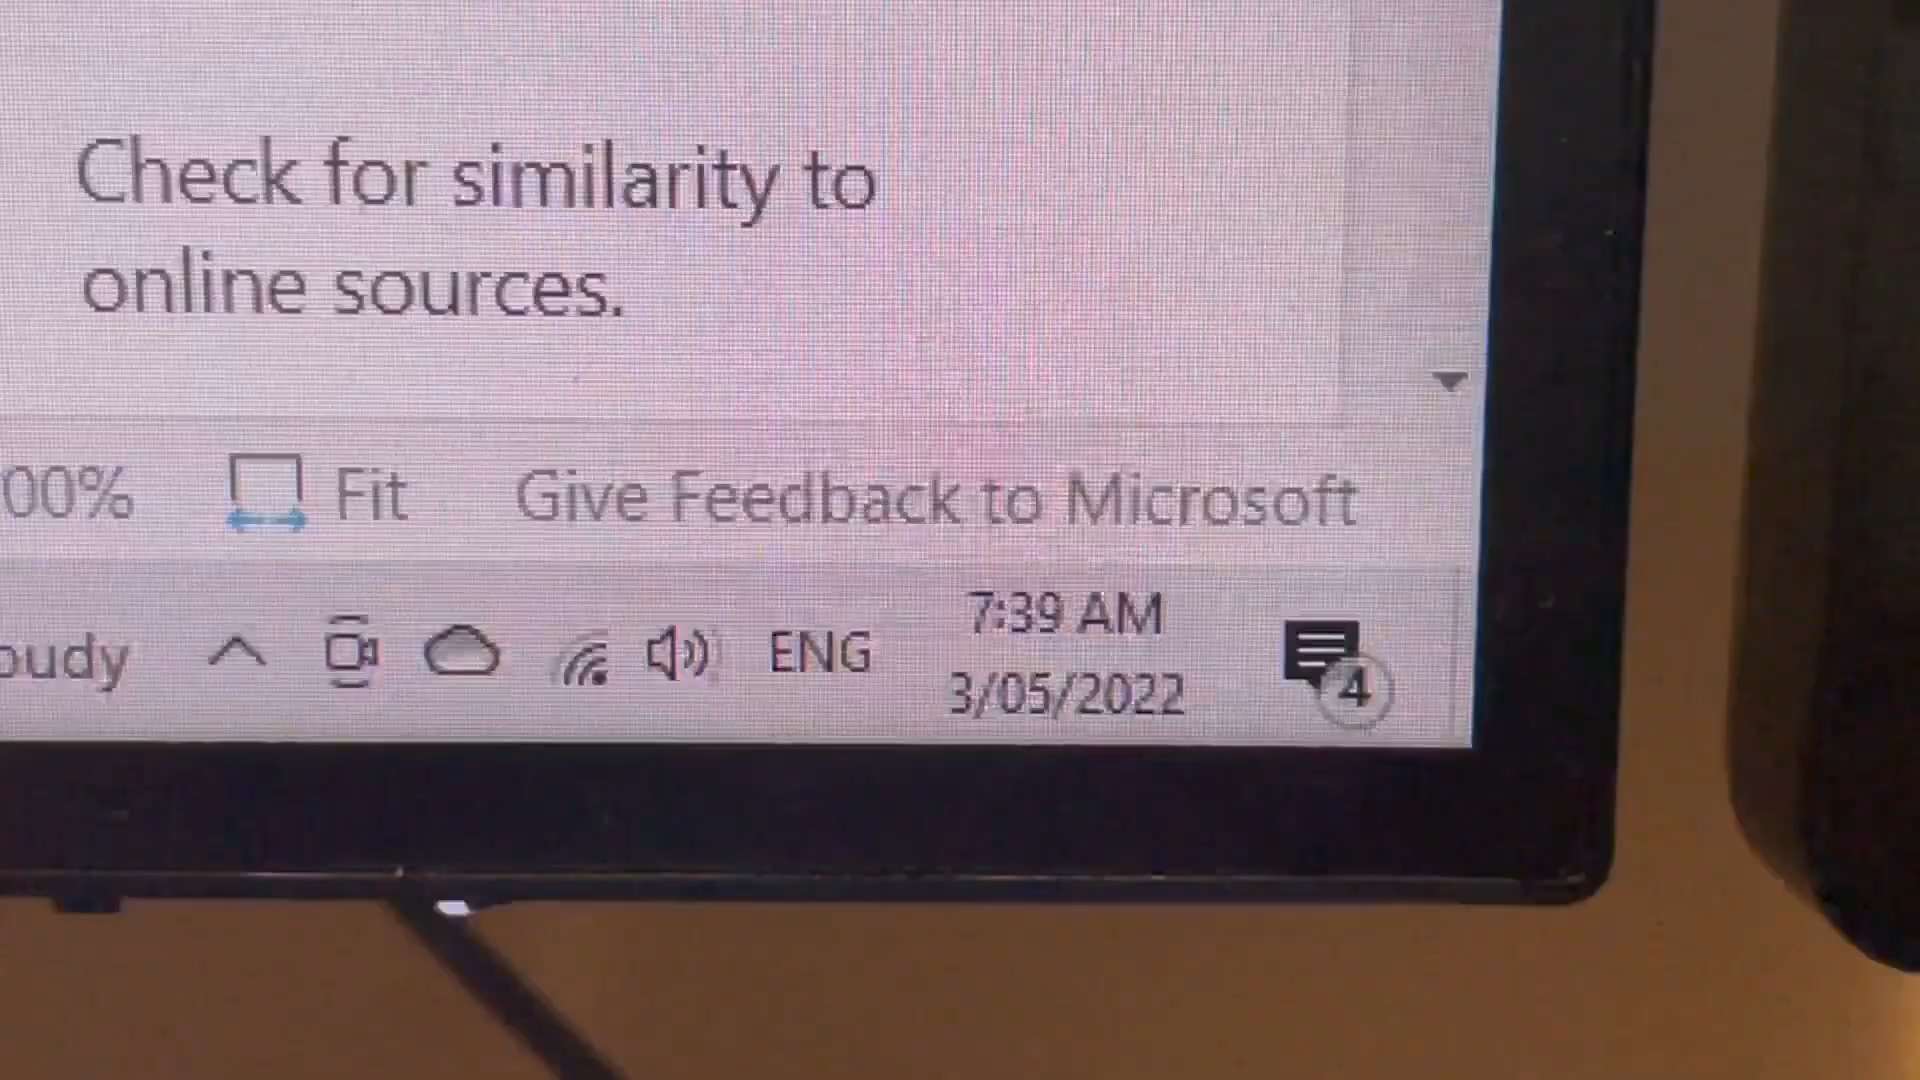 Check for similarity to
online sources.
00% Fit Give Feedback to Microsoft
oudy ENG 7:39 AM
3/05/2022 4